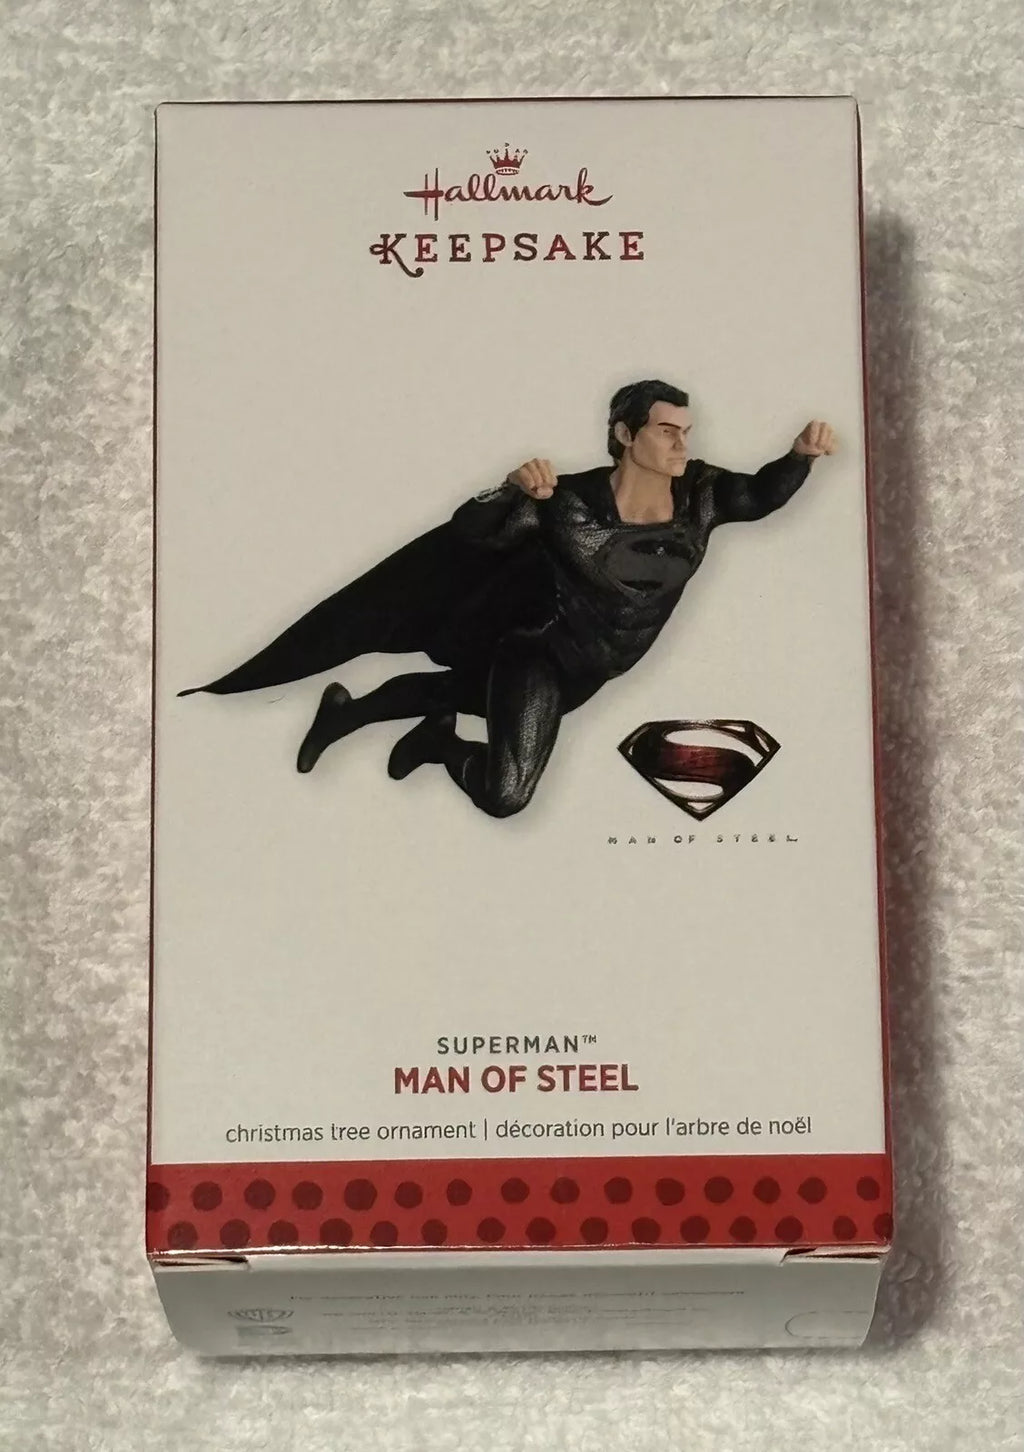 Hallmark
KEEPSAKE
MAN OF STEEL
SUPERMAN™
MAN OF STEEL
christmas tree ornament | décoration pour l'arbre de noël